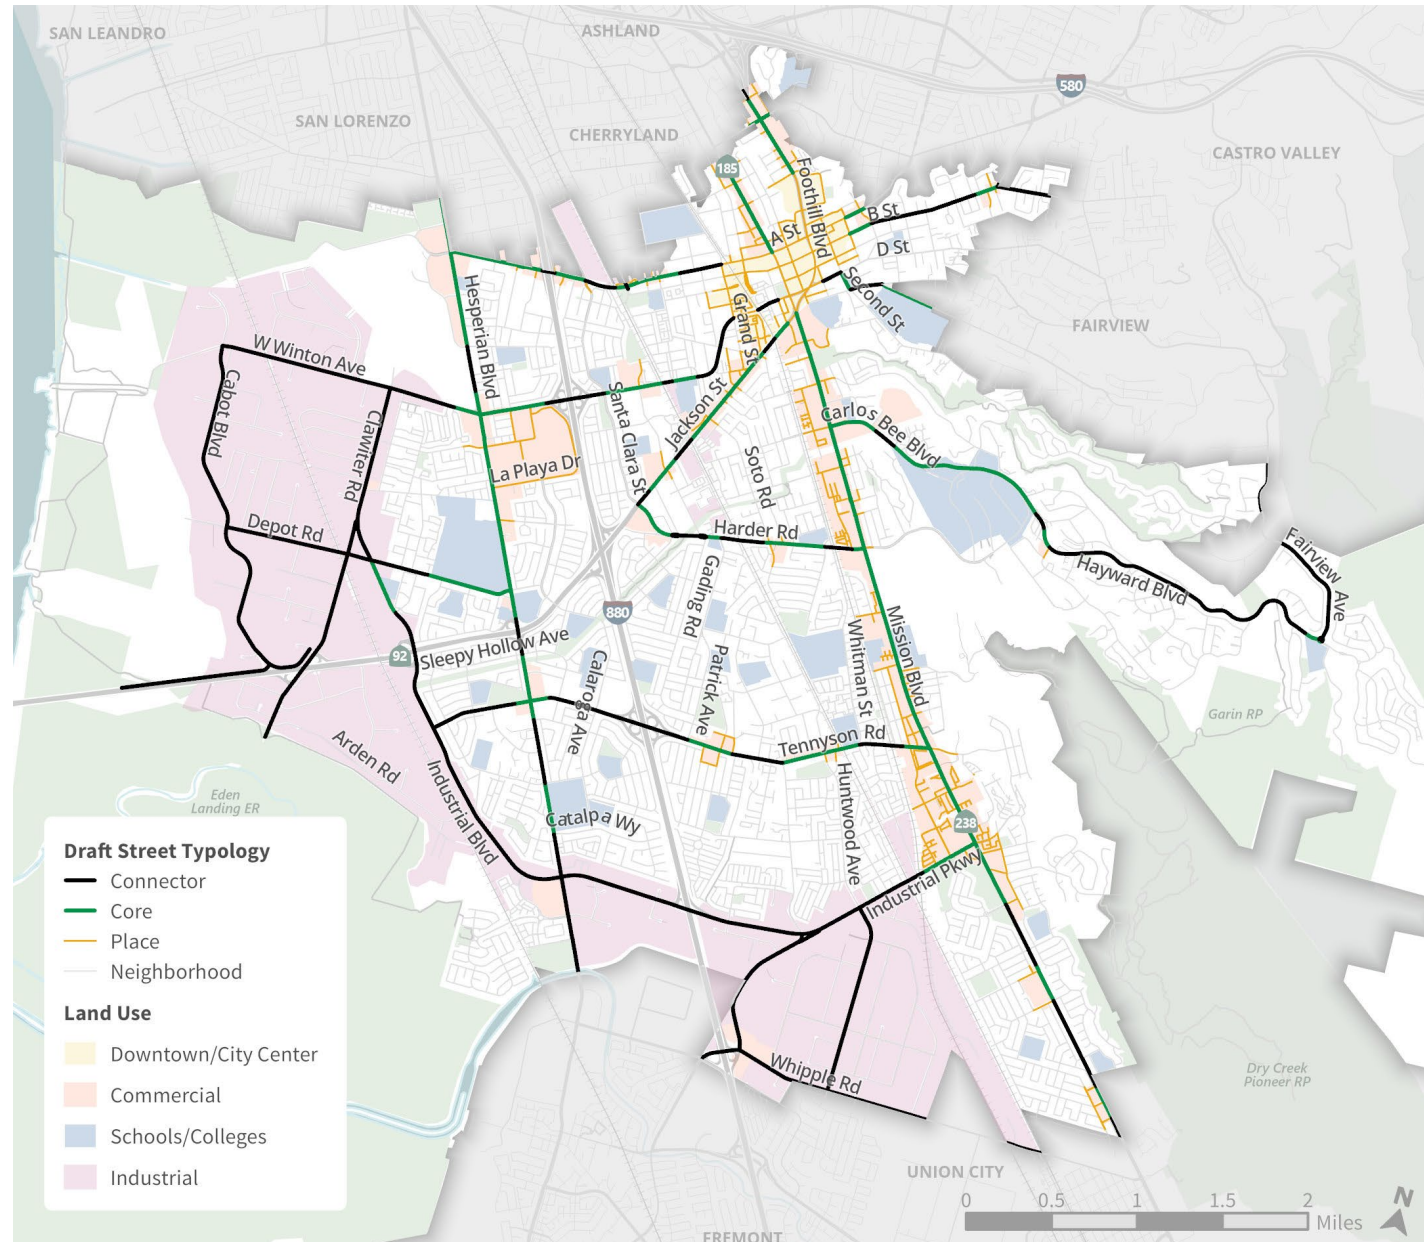 SAN LEANDRO
ASHLAND
580
SAN LORENZO
CHERRYLAND
CASTRO VALLEY
185
Foothill Blvd
B St
A St
D St
Second St
FAIRVIEW
Hesperian Blvd
Grand St
W Winton Ave
Cabot Blvd
Clawiter Rd
Santa Clara St
Jackson St
Carlos Bee Blvd
La Playa Dr
Soto Rd
Depot Rd
Harder Rd
Fairview Ave
Hayward Blvd
Gading Rd
880
Mission Blvd
Whitman St
92
Sleepy Hollow Ave
Calaroga Ave
Patrick Ave
Garin RP
Tennyson Rd
Arden Rd
Industrial Blvd
Huntwood Ave
Eden
Landing ER
Catalpa Wy
238
Industrial Pkwy
Draft Street Typology
Connector
Core
Place
Neighborhood
Land Use
Downtown/City Center
Commercial
Schools/Colleges
Industrial
Whipple Rd
Dry Creek
Pioneer RP
UNION CITY
FREMONT
0 0.5 1 1.5 2
Miles
N